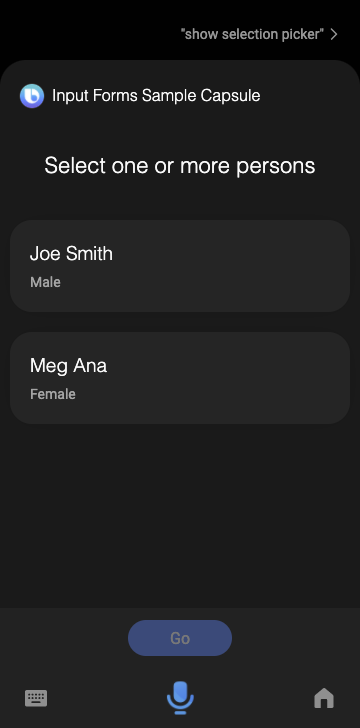 "show selection picker"
Input Forms Sample Capsule
Select one or more persons
Joe Smith
Male
Meg Ana
Female
Go